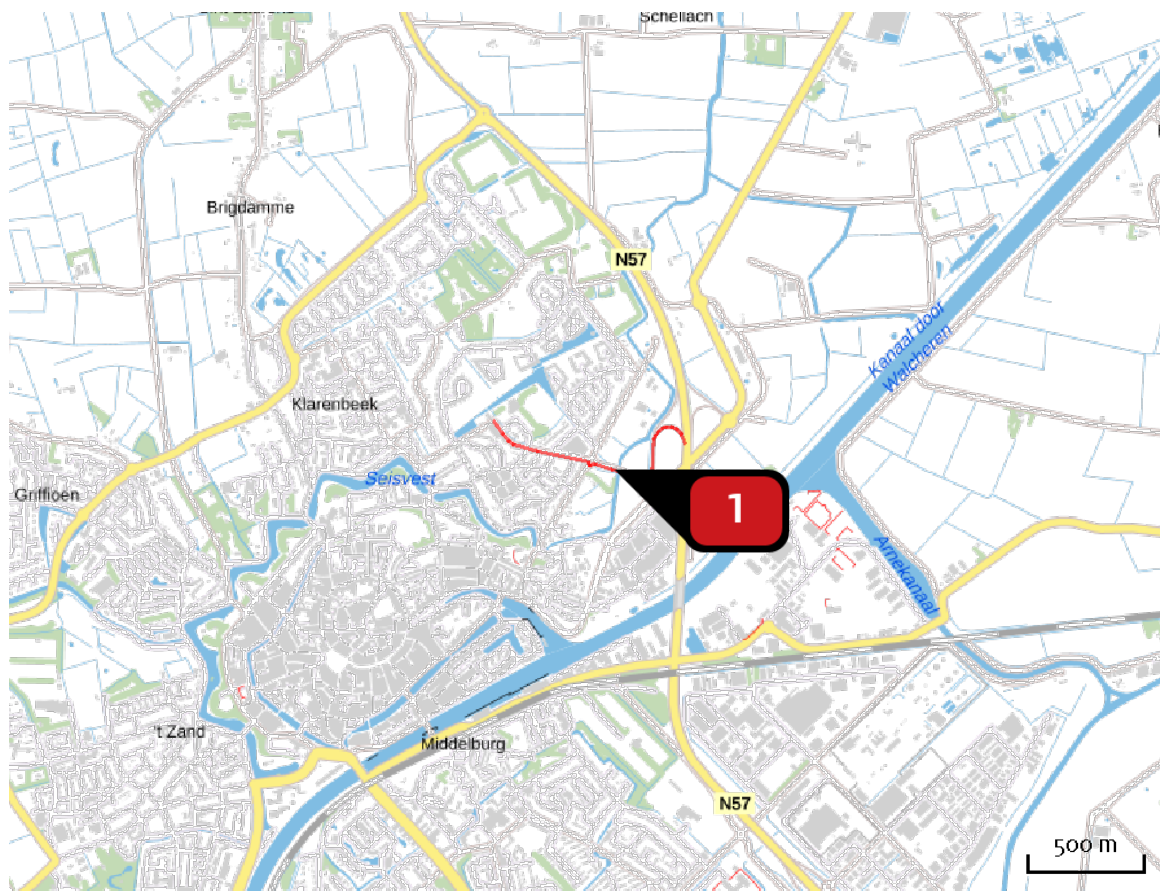 Schellach
Brigdamme
N57
Kanaal door
Walcheren
Klarenbeek
Seisvest
Griffioen
1
Arnekanaal
't Zand
Middelburg
N57
500 m